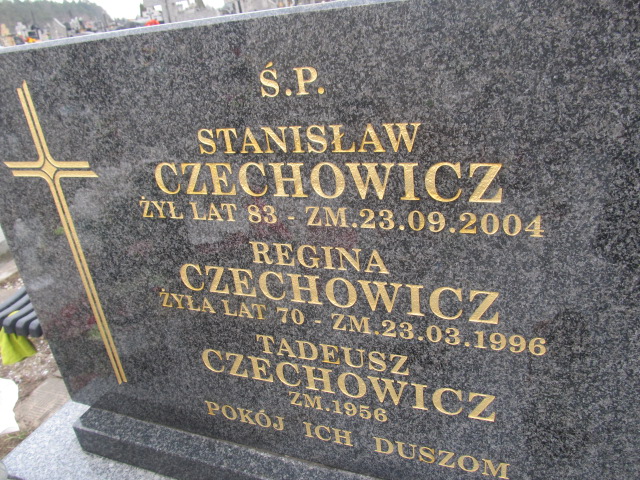 Ś.P.
STANISŁAW
CZECHOWICZ
ŻYŁ LAT 83 - ZM.23.09.2004
REGINA
CZECHOWICZ
ŻYŁA LAT 70 - ZM.23.03.1996
TADEUSZ
CZECHOWICZ
ZM.1956
POKÓJ ICH DUSZOM